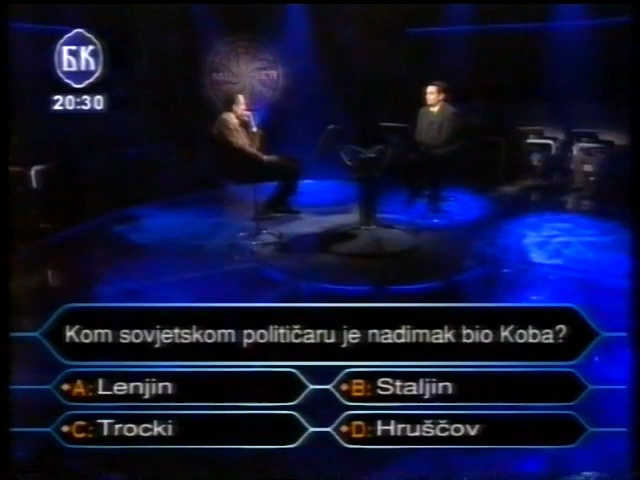 БК
20:30
Kom sovjetskom političaru je nadimak bio Koba?
A: Lenjin
B: Staljin
C: Trocki
D: Hruščov